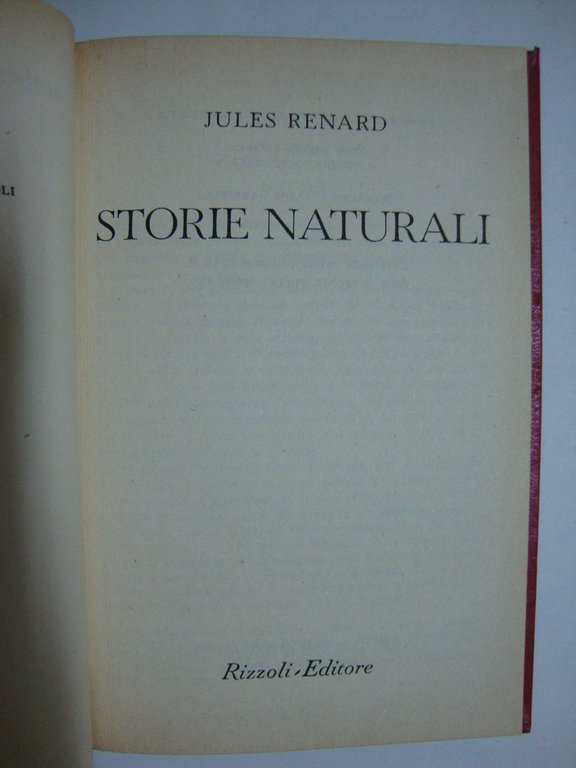 JULES RENARD
STORIE NATURALI
Rizzoli-Editore